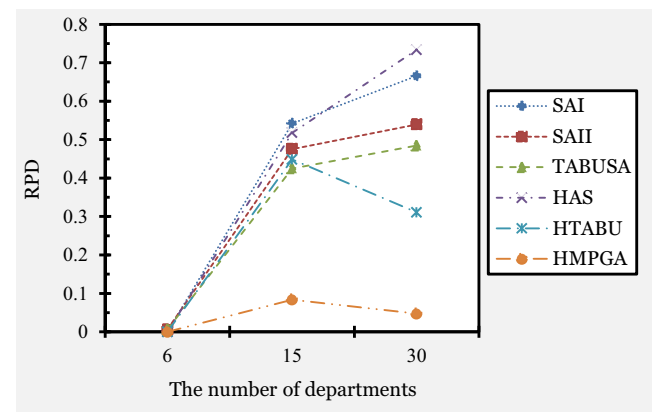 0.8
0.7
0.6
0.5
0.4
0.3
0.2
0.1
0
RPD
6 15 30
The number of departments
SAI
SAII
TABUSA
HAS
HTABU
HMPGA